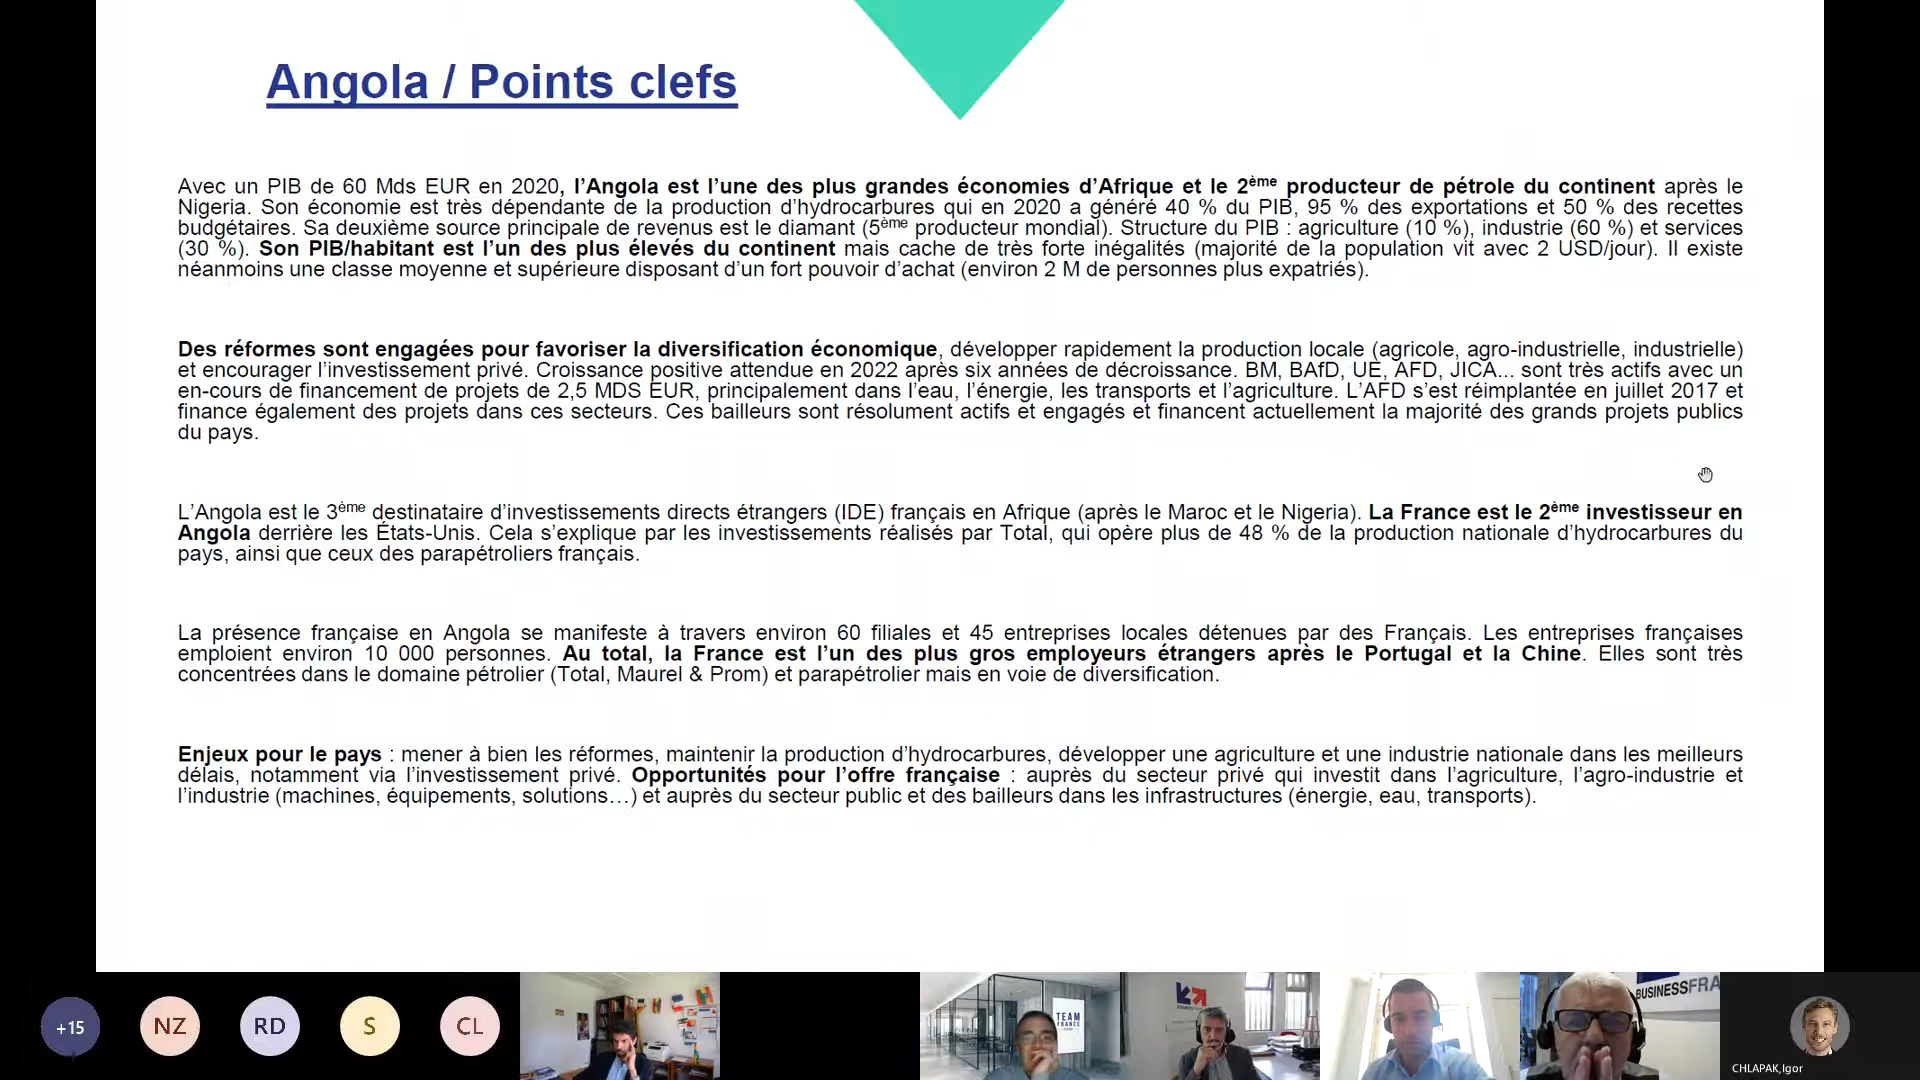 Angola / Points clefs
Avec un PIB de 60 Mds EUR en 2020, l’Angola est l’une des plus grandes économies d’Afrique et le 2ème producteur de pétrole du continent après le
Nigeria. Son économie est très dépendante de la production d’hydrocarbures qui en 2020 a généré 40 % du PIB, 95 % des exportations et 50 % des recettes
budgétaires. Sa deuxième source principale de revenus est le diamant (5ème producteur mondial). Structure du PIB : agriculture (10 %), industrie (60 %) et services
(30 %). Son PIB/habitant est l’un des plus élevés du continent mais cache de très forte inégalités (majorité de la population vit avec 2 USD/jour). Il existe
néanmoins une classe moyenne et supérieure disposant d’un fort pouvoir d’achat (environ 2 M de personnes plus expatriés).
Des réformes sont engagées pour favoriser la diversification économique, développer rapidement la production locale (agricole, agro-industrielle, industrielle)
et encourager l’investissement privé. Croissance positive attendue en 2022 après six années de décroissance. BM, BAfD, UE, AFD, JICA... sont très actifs avec un
en-cours de financement de projets de 2,5 MDS EUR, principalement dans l’eau, l’énergie, les transports et l’agriculture. L’AFD s’est réimplantée en juillet 2017 et
finance également des projets dans ces secteurs. Ces bailleurs sont résolument actifs et engagés et financent actuellement la majorité des grands projets publics
du pays.
L’Angola est le 3ème destinataire d’investissements directs étrangers (IDE) français en Afrique (après le Maroc et le Nigeria). La France est le 2ème investisseur en
Angola derrière les États-Unis. Cela s’explique par les investissements réalisés par Total, qui opère plus de 48 % de la production nationale d’hydrocarbures du
pays, ainsi que ceux des parapétroliers français.
La présence française en Angola se manifeste à travers environ 60 filiales et 45 entreprises locales détenues par des Français. Les entreprises françaises
emploient environ 10 000 personnes. Au total, la France est l’un des plus gros employeurs étrangers après le Portugal et la Chine. Elles sont très
concentrées dans le domaine pétrolier (Total, Maurel & Prom) et parapétrolier mais en voie de diversification.
Enjeux pour le pays : mener à bien les réformes, maintenir la production d’hydrocarbures, développer une agriculture et une industrie nationale dans les meilleurs
délais, notamment via l’investissement privé. Opportunités pour l’offre française : auprès du secteur privé qui investit dans l’agriculture, l’agro-industrie et
l’industrie (machines, équipements, solutions…) et auprès du secteur public et des bailleurs dans les infrastructures (énergie, eau, transports).
+15
NZ
RD
S
CL
TEAM
FRANCE
BUSINESSFRA
CHLAPAK,Igor